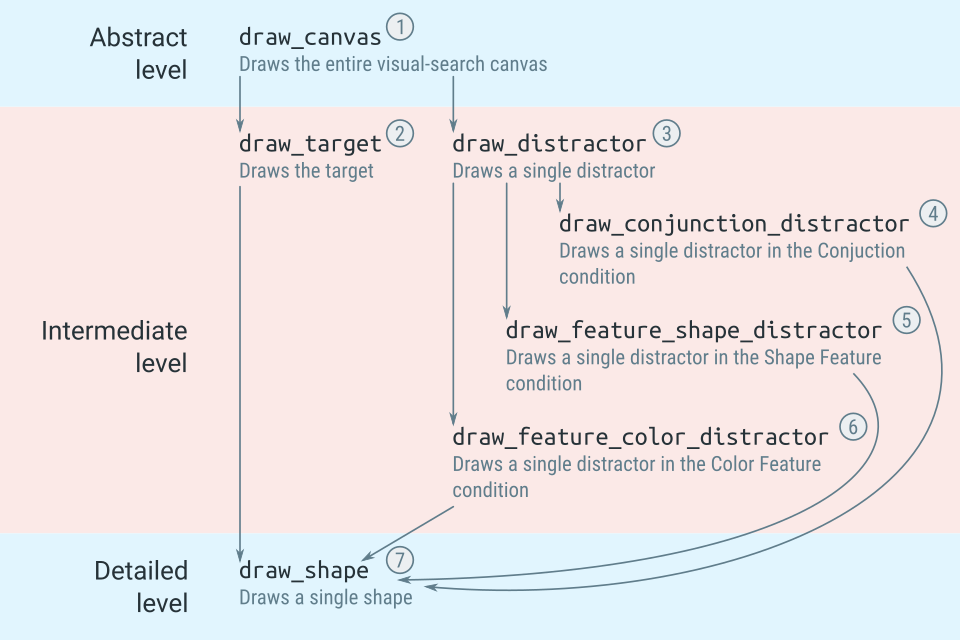 Abstract
level
draw_canvas 1
Draws the entire visual-search canvas
draw_target 2
Draws the target
draw_distractor 3
Draws a single distractor
draw_conjunction_distractor 4
Draws a single distractor in the Conjuction
condition
Intermediate
level
draw_feature_shape_distractor 5
Draws a single distractor in the Shape Feature
condition
draw_feature_color_distractor 6
Draws a single distractor in the Color Feature
condition
Detailed
level
draw_shape 7
Draws a single shape